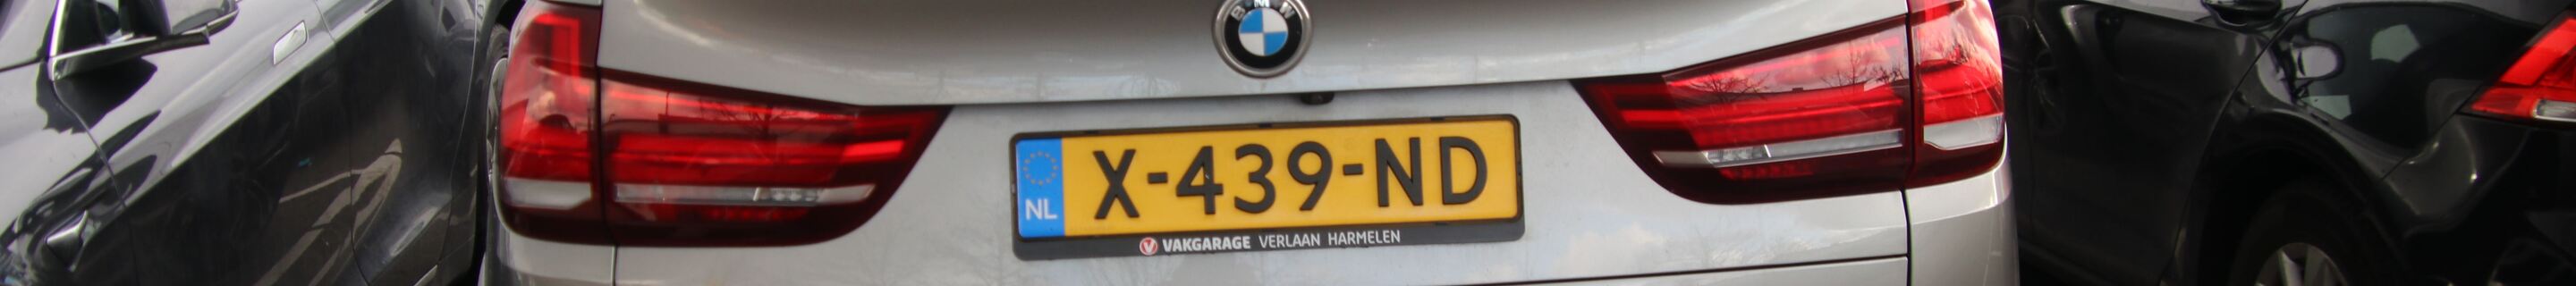 BMW
X-439-ND
NL
VAKGARAGE VERLAAN HARMELEN